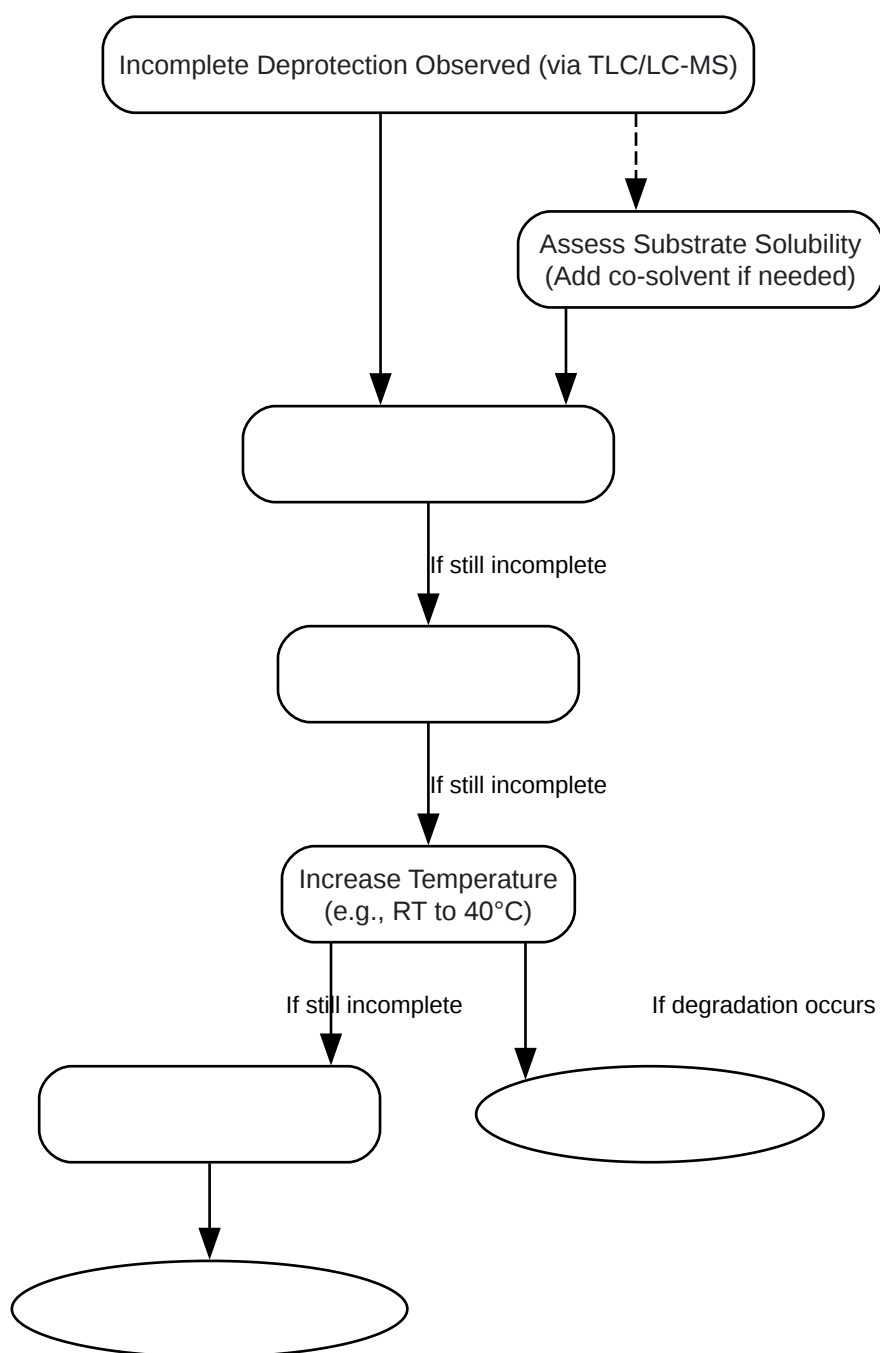 Incomplete Deprotection Observed (via TLC/LC-MS)
Assess Substrate Solubility
(Add co-solvent if needed)
If still incomplete
If still incomplete
Increase Temperature
(e.g., RT to 40°C)
If still incomplete
If degradation occurs